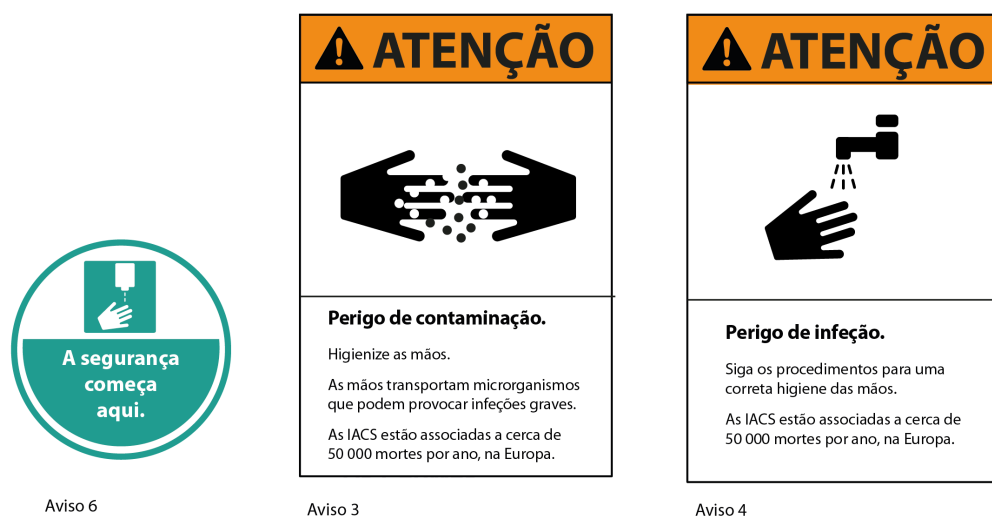 A segurança
começa
aqui.
Aviso 6
ATENÇÃO
Perigo de contaminação.
Higienize as mãos.
As mãos transportam microrganismos
que podem provocar infeções graves.
As IACS estão associadas a cerca de
50 000 mortes por ano, na Europa.
Aviso 3
ATENÇÃO
Perigo de infeção.
Siga os procedimentos para uma
correta higiene das mãos.
As IACS estão associadas a cerca de
50 000 mortes por ano, na Europa.
Aviso 4